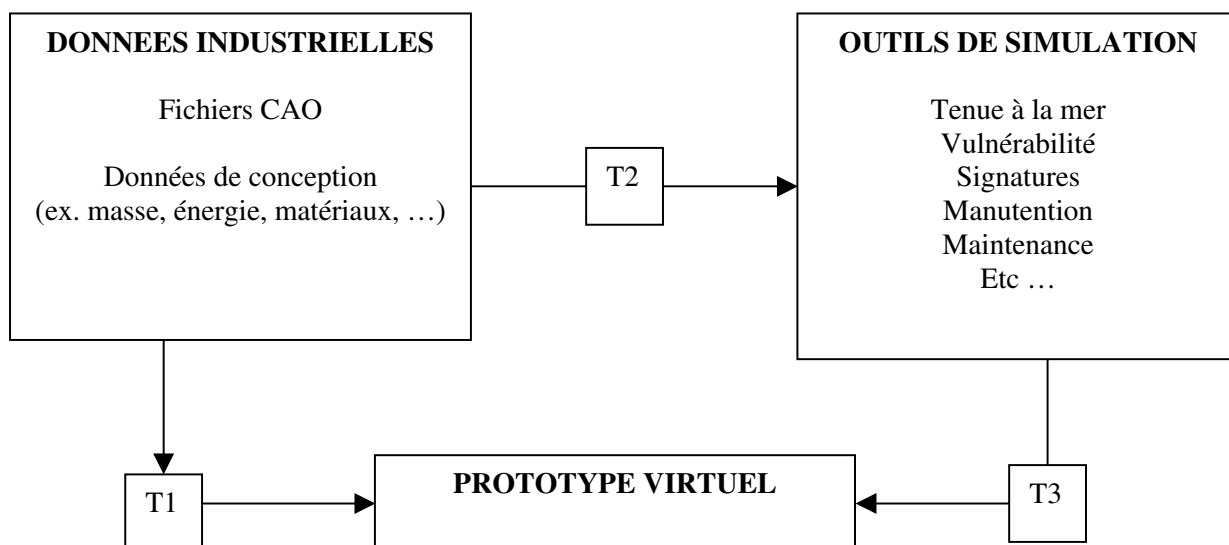 DONNEES INDUSTRIELLES
Fichiers CAO
Données de conception
(ex. masse, énergie, matériaux, …)
T2
OUTILS DE SIMULATION
Tenue à la mer
Vulnérabilité
Signatures
Manutention
Maintenance
Etc …
T1
PROTOTYPE VIRTUEL
T3